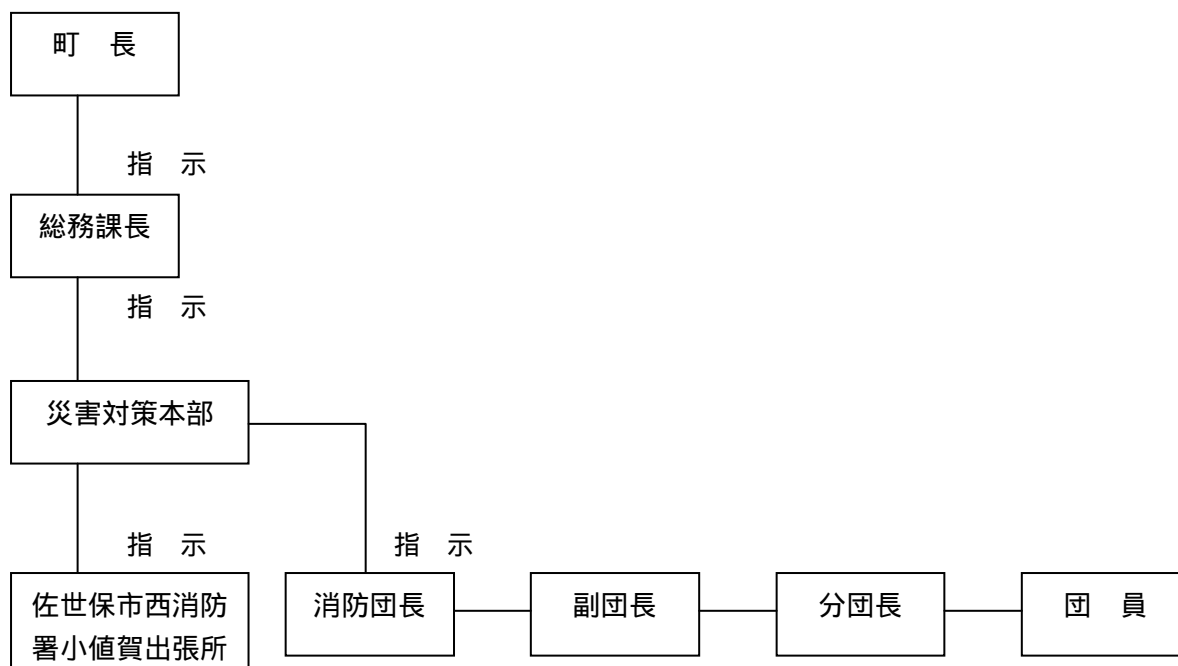 町　長
指　示
総務課長
指　示
災害対策本部
指　示
指　示
佐世保市西消防
署小値賀出張所
消防団長
副団長
分団長
団　員